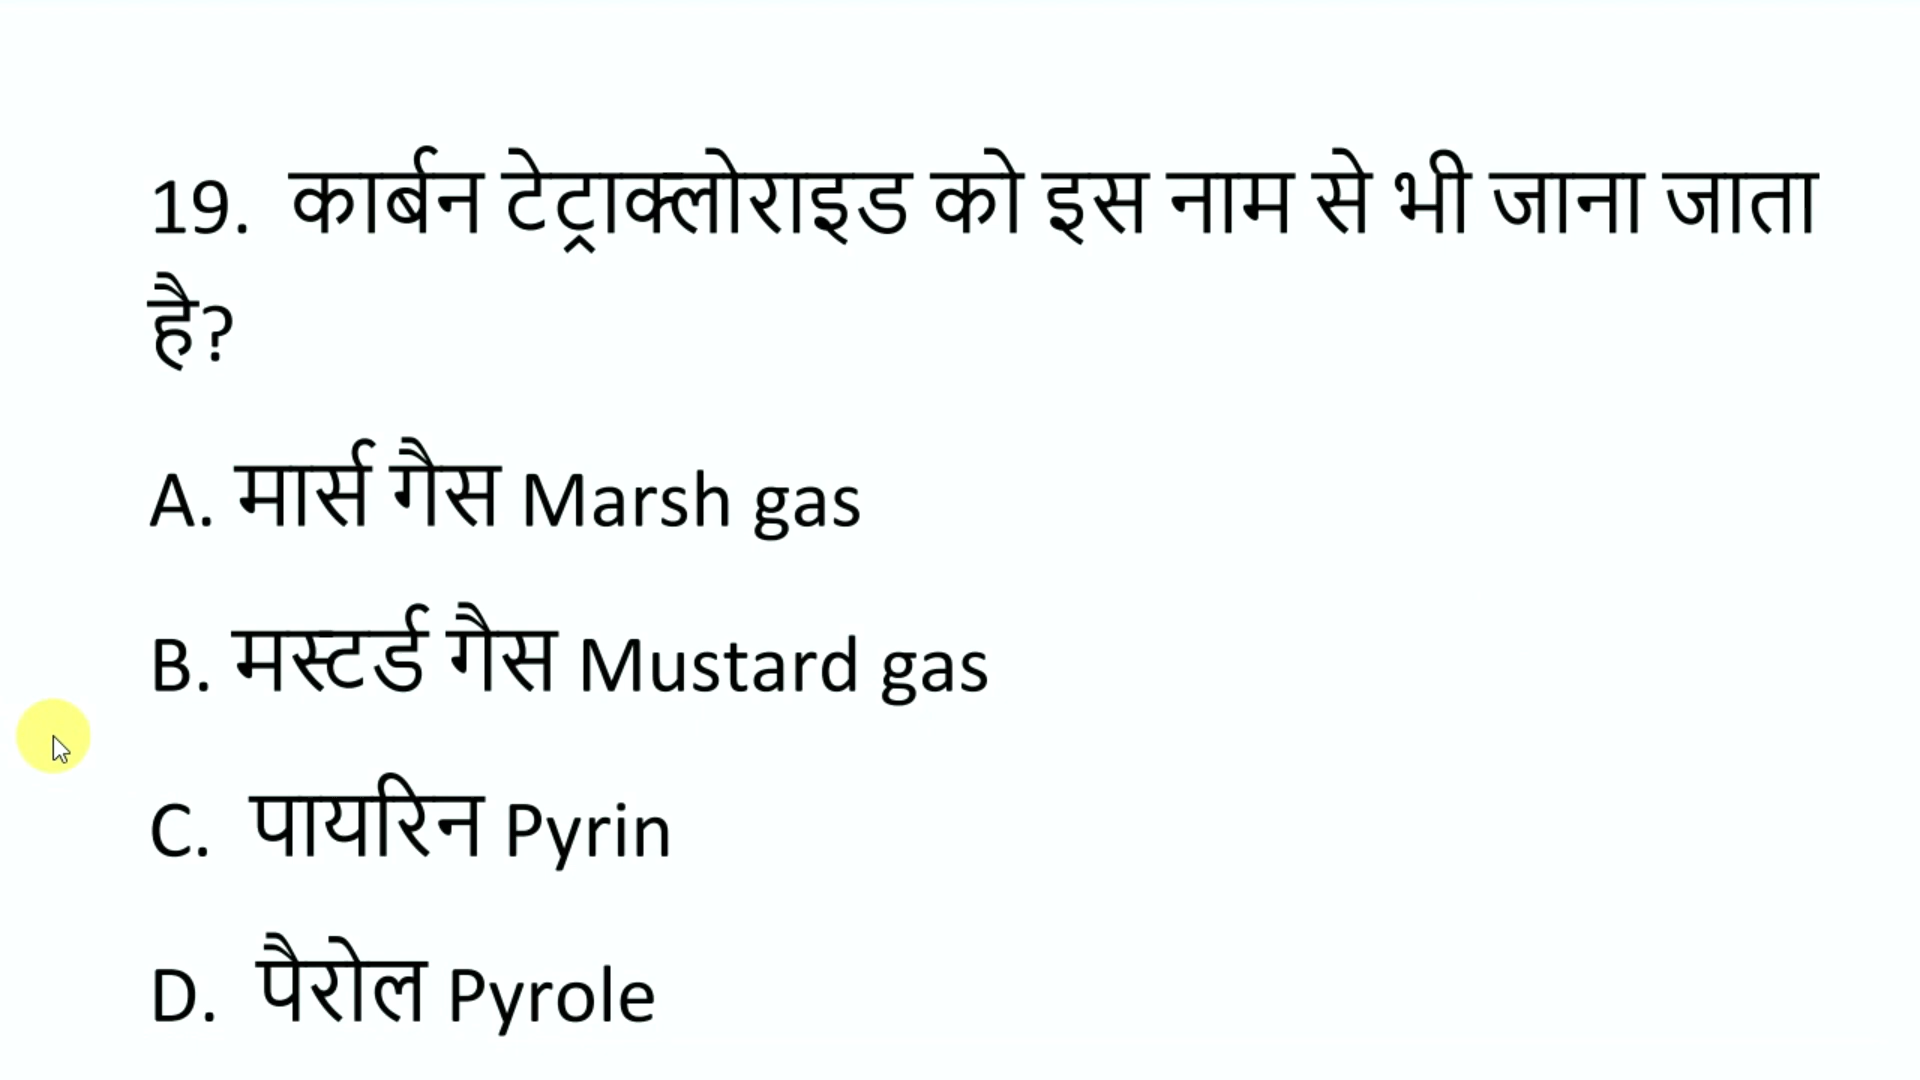 19. कार्बन टेट्राक्लोराइड को इस नाम से भी जाना जाता
है?
A. मार्स गैस Marsh gas
B. मस्टर्ड गैस Mustard gas
C. पायरिन Pyrin
D. पैरोल Pyrole